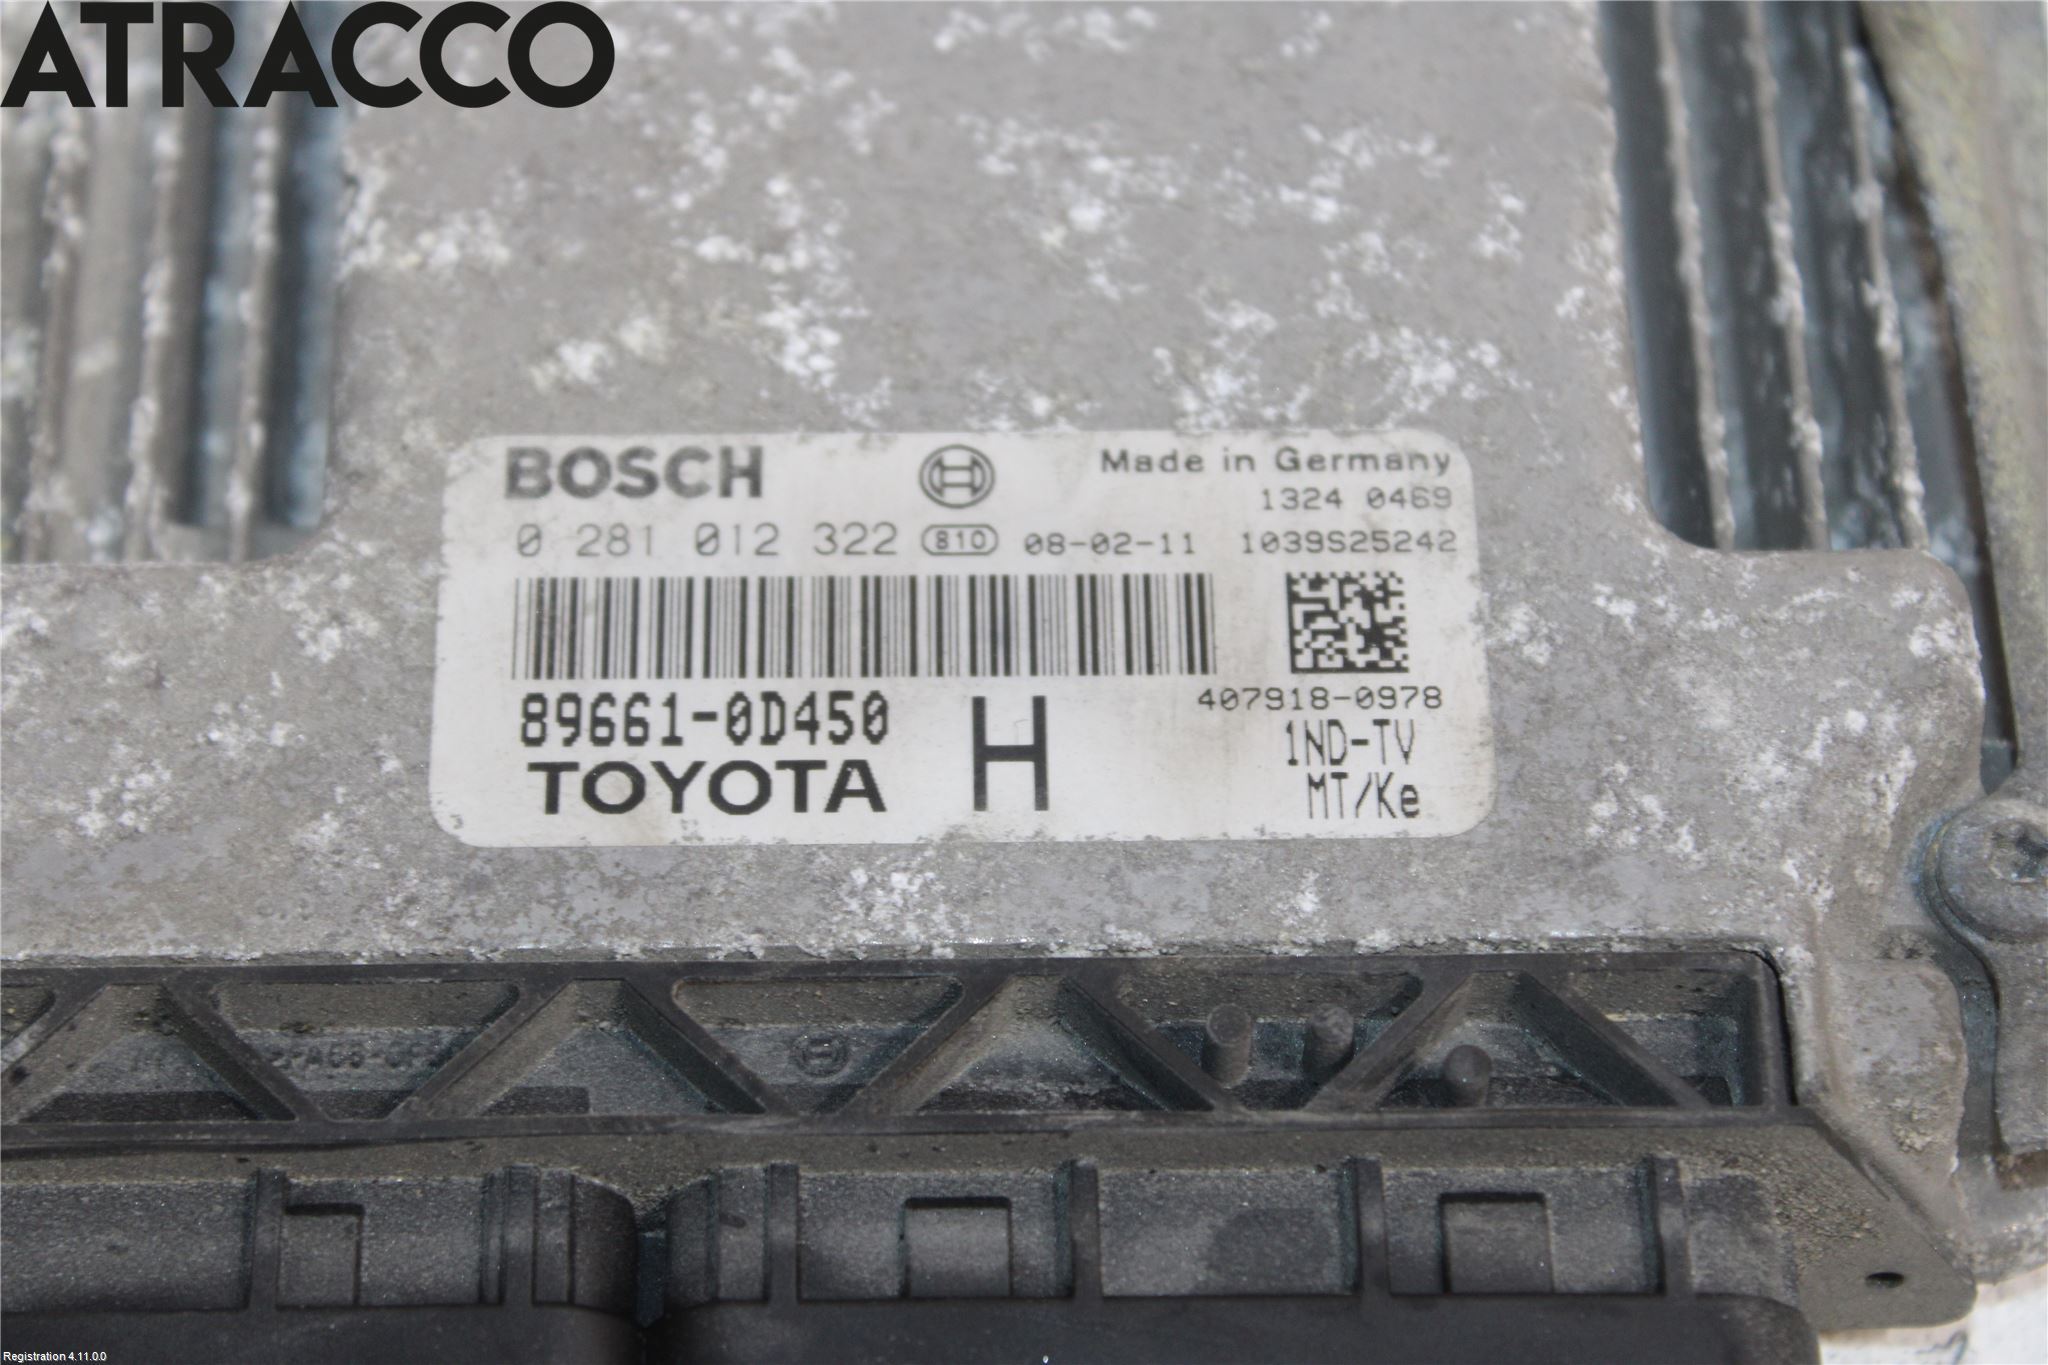 ATRACCO
BOSCH Made in Germany
1324 0469
0 281 012 322 810 08-02-11 1039S25242
407918-0978
89661-0D450 H 1ND-TV
TOYOTA MT/Ke
Registration 4.11.0.0